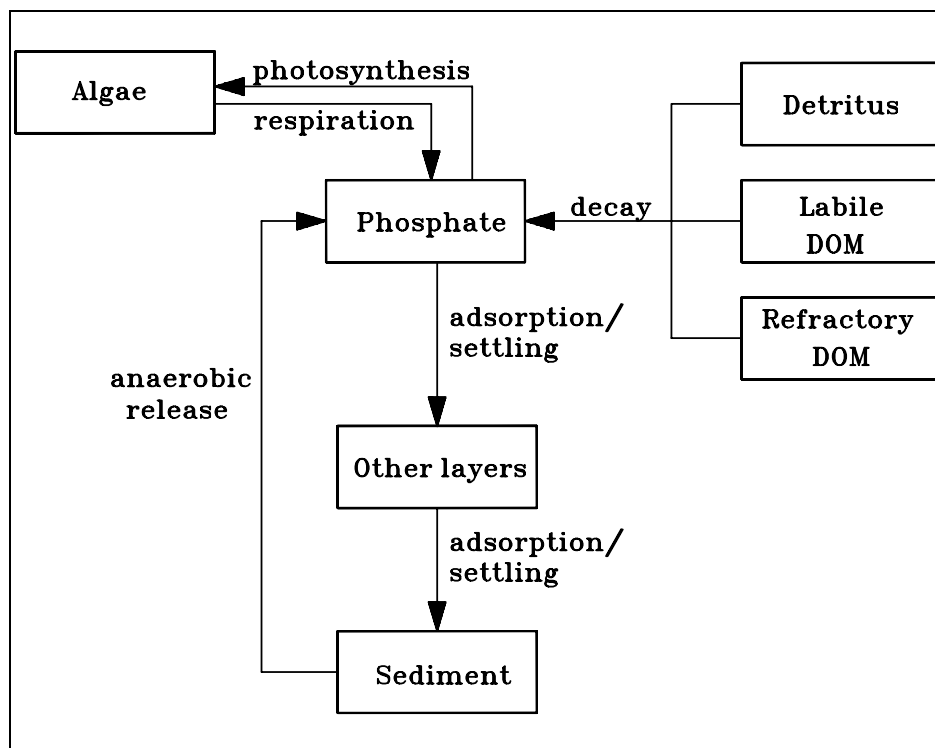 Algae
photosynthesis
respiration
Detritus
Phosphate
decay
Labile
DOM
Refractory
DOM
adsorption/
settling
anaerobic
release
Other layers
adsorption/
settling
Sediment